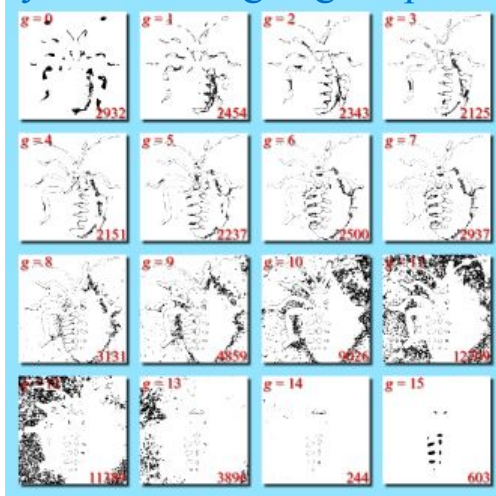 g = 0 g = 1 g = 2 g = 3
2932 2454 2343 2125
g = 4 g = 5 g = 6 g = 7
2151 2237 2500 2937
g = 8 g = 9 g = 10
3131 4859 9026
g = 13 g = 14 g = 15
244 603